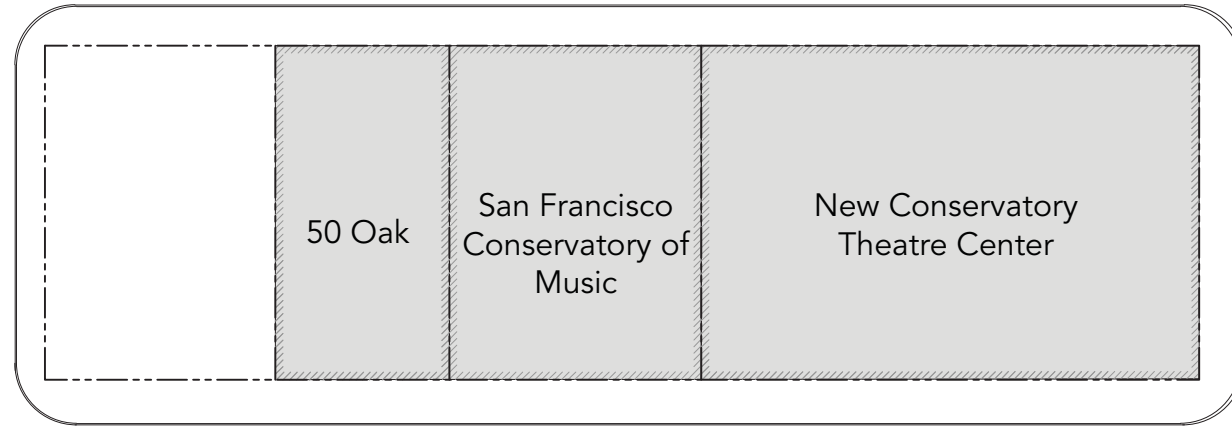 50 Oak
San Francisco
Conservatory of
Music
New Conservatory
Theatre Center